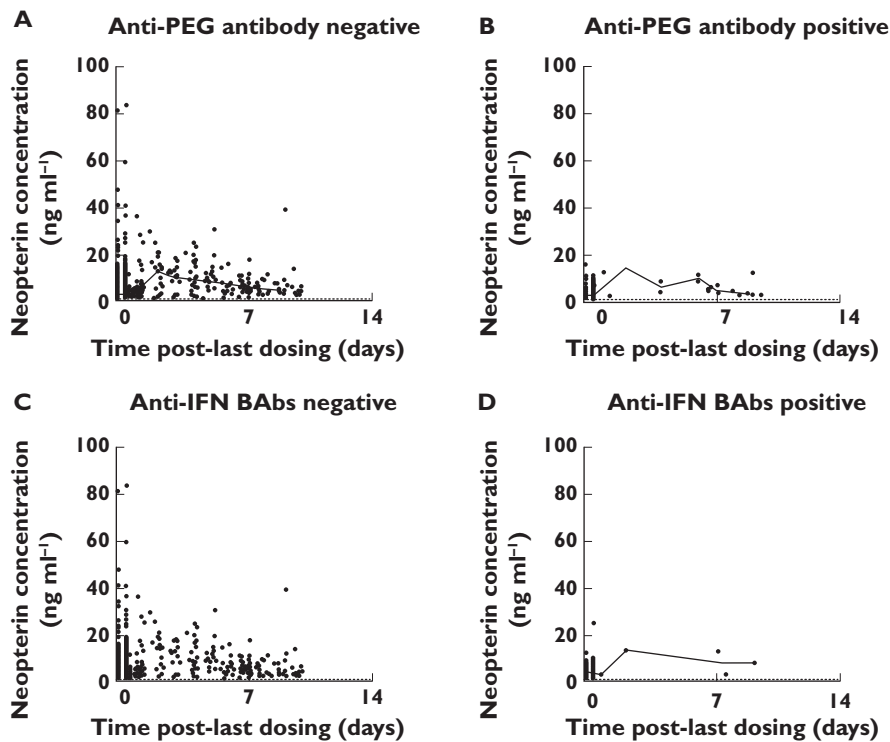 A
Anti-PEG antibody negative
Neopterin concentration
(ng ml⁻¹)
100
80
60
40
20
0
0
7
14
Time post-last dosing (days)
B
Anti-PEG antibody positive
Neopterin concentration
(ng ml⁻¹)
100
80
60
40
20
0
0
7
14
Time post-last dosing (days)
C
Anti-IFN BAbs negative
Neopterin concentration
(ng ml⁻¹)
100
80
60
40
20
0
0
7
14
Time post-last dosing (days)
D
Anti-IFN BAbs positive
Neopterin concentration
(ng ml⁻¹)
100
80
60
40
20
0
0
7
14
Time post-last dosing (days)